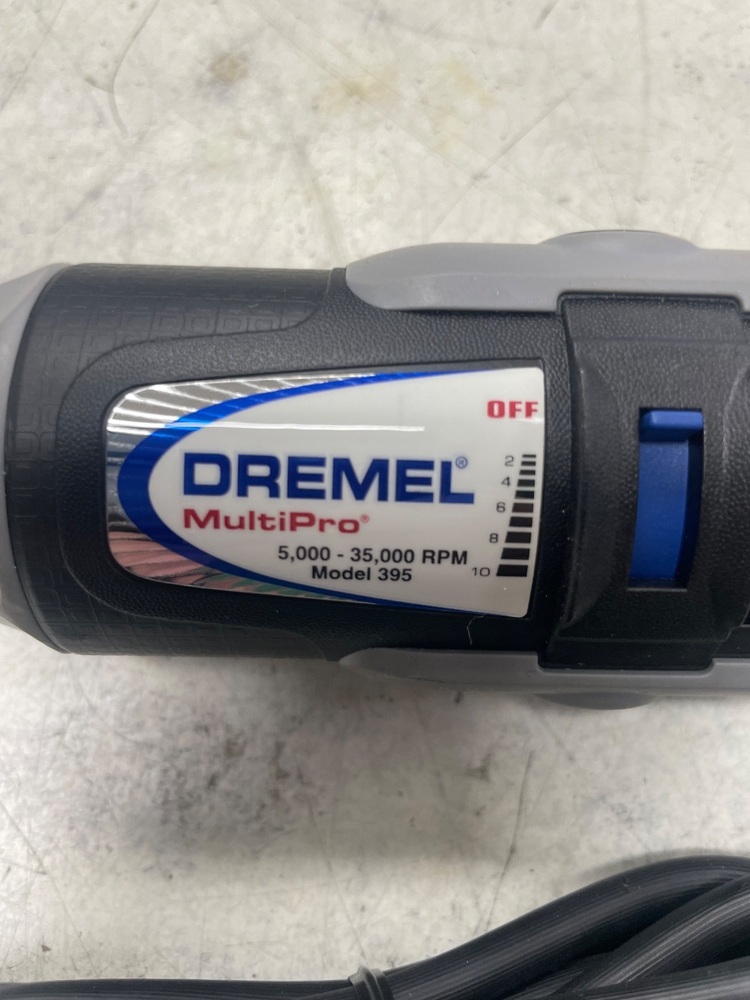 OFF
DREMEL®
MultiPro®
5,000 - 35,000 RPM
Model 395
2
4
6
8
10